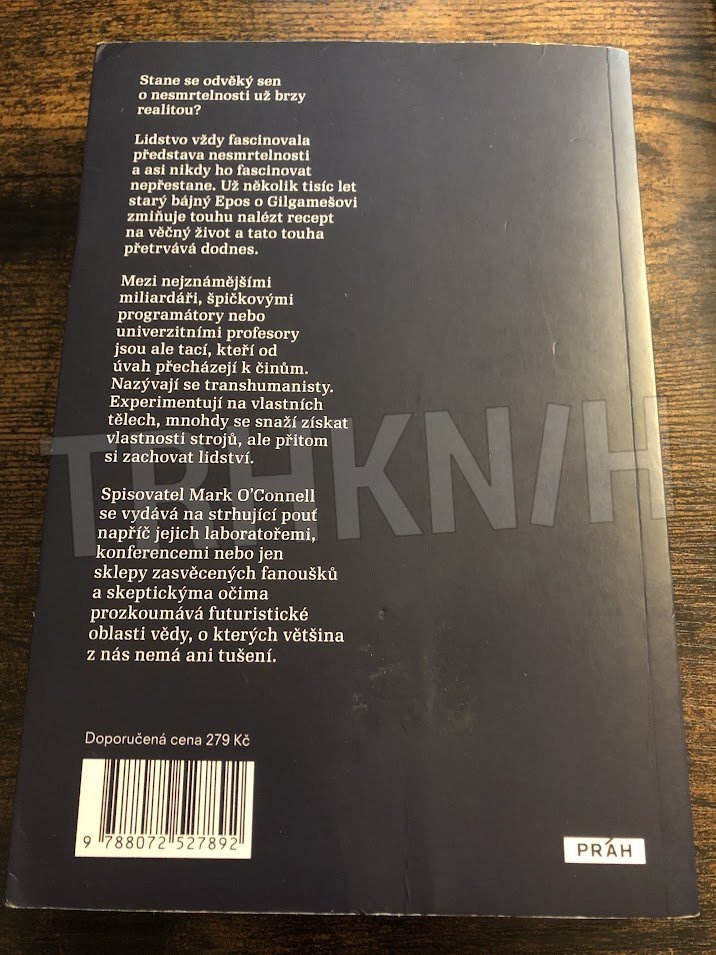 Stane se odvěký sen
o nesmrtelnosti už brzy
realitou?
Lidstvo vždy fascinovala
představa nesmrtelnosti
a asi nikdy ho fascinovat
nepřestane. Už několik tisíc let
starý bájný Epos o Gilgamešovi
zmiňuje touhu nalézt recept
na věčný život a tato touha
přetrvává dodnes.
Mezi nejznámějšími
miliardáři, špičkovými
programátory nebo
univerzitními profesory
jsou ale tací, kteří od
úvah přecházejí k činům.
Nazývají se transhumanisty.
Experimentují na vlastních
tělech, mnohdy se snaží získat
vlastnosti strojů, ale přitom
si zachovat lidství.
Spisovatel Mark O’Connell
se vydává na strhující pouť
napříč jejich laboratořemi,
konferencemi nebo jen
sklepy zasvěcených fanoušků
a skeptickýma očima
prozkoumává futuristické
oblasti vědy, o kterých většina
z nás nemá ani tušení.
TRHKNIH
Doporučená cena 279 Kč
9 788072 527892
PRÁH